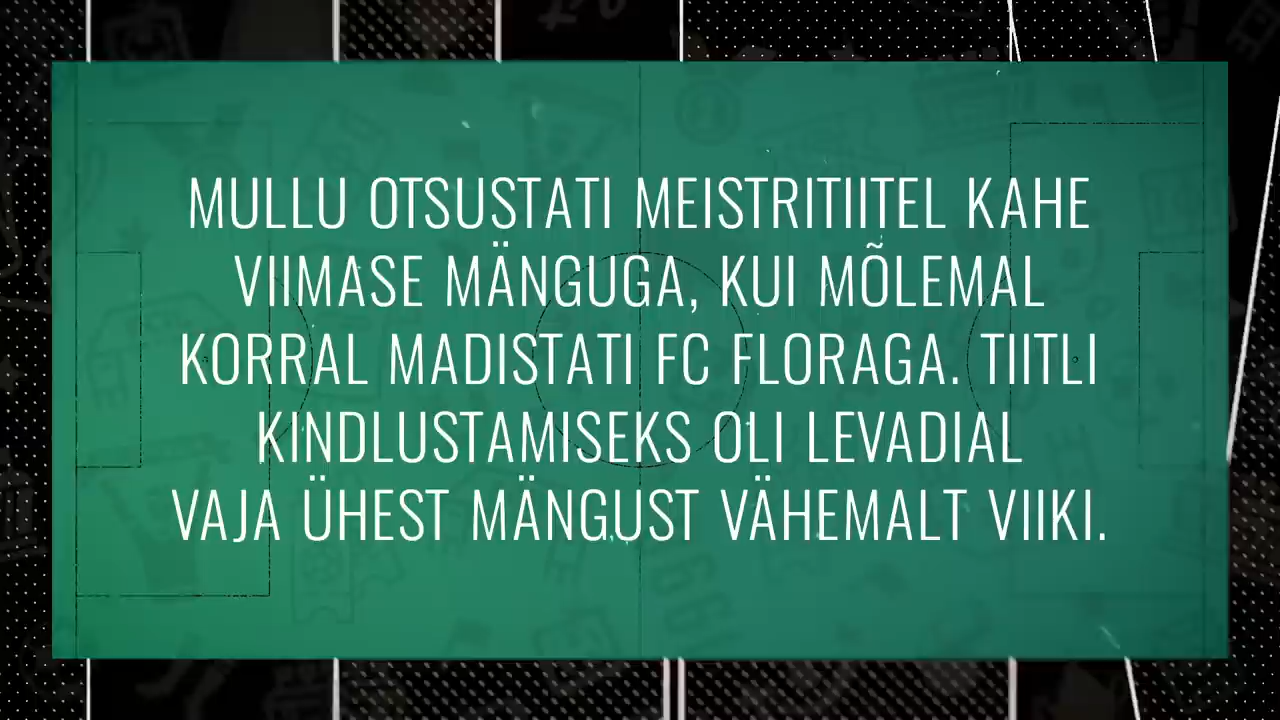 MULLU OTSUSTATI MEISTRITIITEL KAHE
VIIMASE MÄNGUGA, KUI MÕLEMAL
KORRAL MADISTATI FC FLORAGA. TIITLI
KINDLUSTAMISEKS OLI LEVADIAL
VAJA ÜHEST MÄNGUST VÄHEMALT VIIKI.